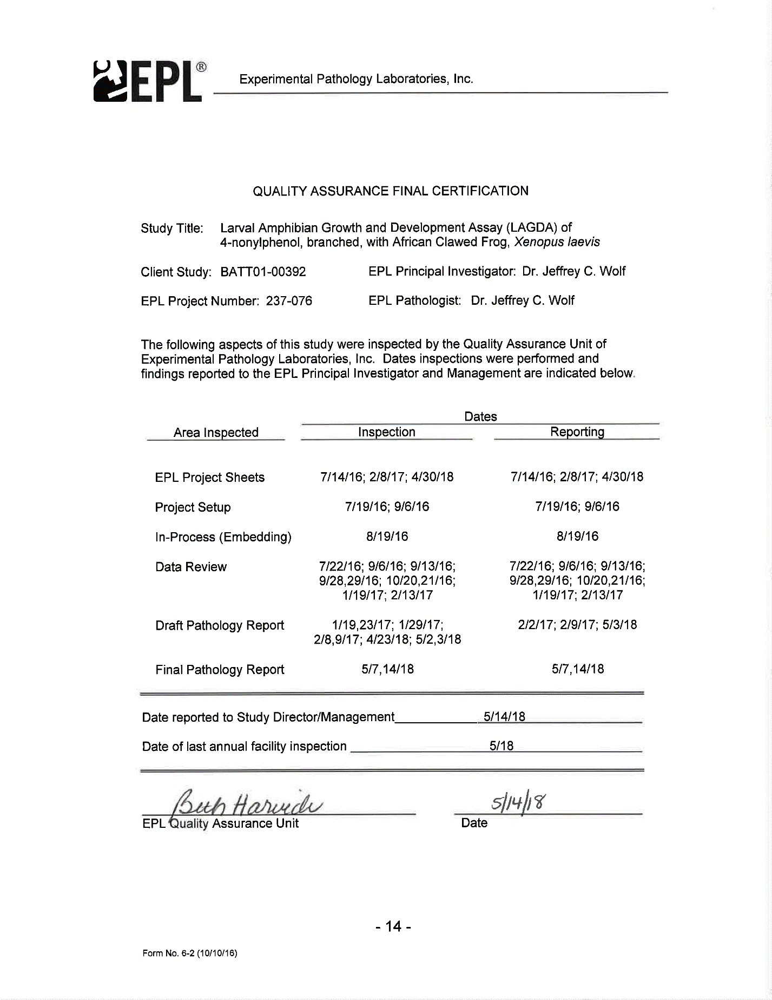 EPL®
Experimental Pathology Laboratories, Inc.
QUALITY ASSURANCE FINAL CERTIFICATION
Study Title: Larval Amphibian Growth and Development Assay (LAGDA) of
4-nonylphenol, branched, with African Clawed Frog, Xenopus laevis
Client Study: BATT01-00392 EPL Principal Investigator: Dr. Jeffrey C. Wolf
EPL Project Number: 237-076 EPL Pathologist: Dr. Jeffrey C. Wolf
The following aspects of this study were inspected by the Quality Assurance Unit of
Experimental Pathology Laboratories, Inc. Dates inspections were performed and
findings reported to the EPL Principal Investigator and Management are indicated below.
Dates
Area Inspected Inspection Reporting
EPL Project Sheets 7/14/16; 2/8/17; 4/30/18 7/14/16; 2/8/17; 4/30/18
Project Setup 7/19/16; 9/6/16 7/19/16; 9/6/16
In-Process (Embedding) 8/19/16 8/19/16
Data Review 7/22/16; 9/6/16; 9/13/16; 7/22/16; 9/6/16; 9/13/16;
9/28,29/16; 10/20,21/16; 9/28,29/16; 10/20,21/16;
1/19/17; 2/13/17 1/19/17; 2/13/17
Draft Pathology Report 1/19,23/17; 1/29/17; 2/2/17; 2/9/17; 5/3/18
2/8,9/17; 4/23/18; 5/2,3/18
Final Pathology Report 5/7,14/18 5/7,14/18
Date reported to Study Director/Management 5/14/18
Date of last annual facility inspection 5/18
Beth 5/14/18
EPL Quality Assurance Unit Date
- 14 -
Form No. 6-2 (10/10/16)